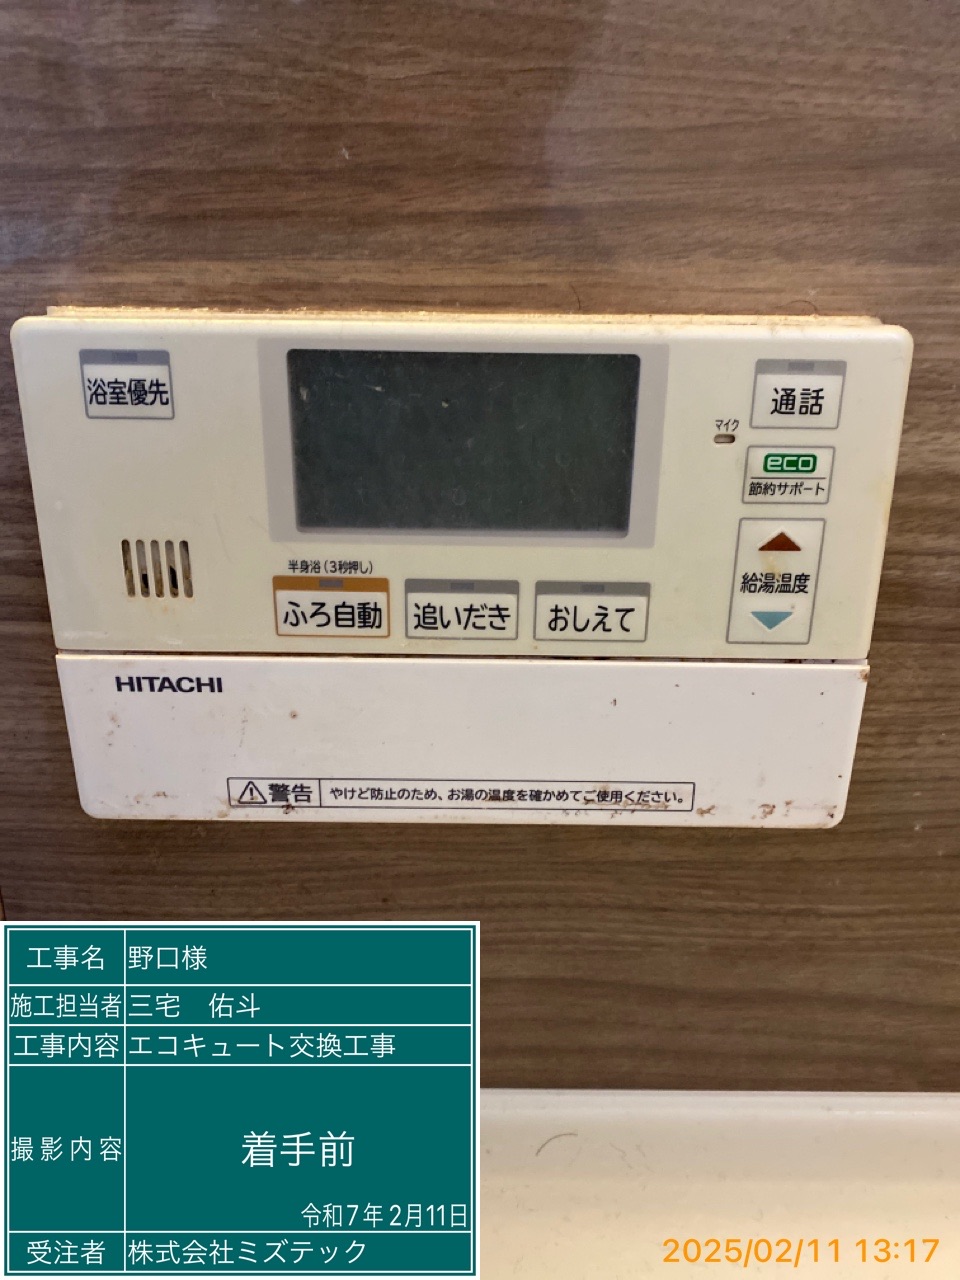 浴室優先
通話
マイク
eco
節約サポート
給湯温度
半身浴(3秒押し)
ふろ自動
追いだき
おしえて
HITACHI
警告 やけど防止のため、お湯の温度を確かめてご使用ください。
工事名 野口様
施工担当者 三宅 佑斗
工事内容 エコキュート交換工事
撮影内容 着手前
令和7年2月11日
受注者 株式会社ミズテック
2025/02/11 13:17